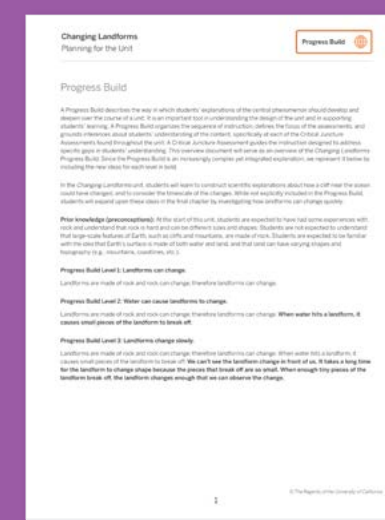 Changing Landforms
Planning for the Unit
Progress Build
Progress Build
A Progress Build describes the way in which students' explanations of the central phenomenon should develop and
deepen over the course of a unit. It is an important tool in understanding the design of the unit and in supporting
students' learning. A Progress Build organizes the sequence of instruction, defines the focus of the assessments, and
grounds inferences about students' understanding of the content, specifically at each of the Critical Juncture
Assessments found throughout the unit. A Critical Juncture Assessment guides the instruction designed to address
specific gaps in students' understanding. This overview document will serve as an overview of the Changing Landforms
Progress Build. Since the Progress Build is an increasingly complex yet integrated explanation, we represent it below by
including the new ideas for each level in bold.
In the Changing Landforms unit, students will learn to construct scientific explanations about how a cliff near the ocean
could have changed, and to consider the timescale of the changes. While not explicitly included in the Progress Build,
students will expand upon these ideas in the final chapter by investigating how landforms can change quickly.
Prior knowledge (preconceptions): At the start of this unit, students are expected to have had some experiences with
rock and understand that rock is hard and can be different sizes and shapes. Students are not expected to understand
that large-scale features of Earth, such as cliffs and mountains, are made of rock. Students are expected to be familiar
with the idea that Earth's surface is made of both water and land, and that land can have varying shapes and
topography (e.g., mountains, coastlines, etc.).
Progress Build Level 1: Landforms can change.
Landforms are made of rock and rock can change; therefore landforms can change.
Progress Build Level 2: Water can cause landforms to change.
Landforms are made of rock and rock can change; therefore landforms can change. When water hits a landform, it
causes small pieces of the landform to break off.
Progress Build Level 3: Landforms change slowly.
Landforms are made of rock and rock can change; therefore landforms can change. When water hits a landform, it
causes small pieces of the landform to break off. We can't see the landform change in front of us. It takes a long time
for the landform to change shape because the pieces that break off are so small. When enough tiny pieces of the
landform break off, the landform changes enough that we can observe the change.
© The Regents of the University of California
1